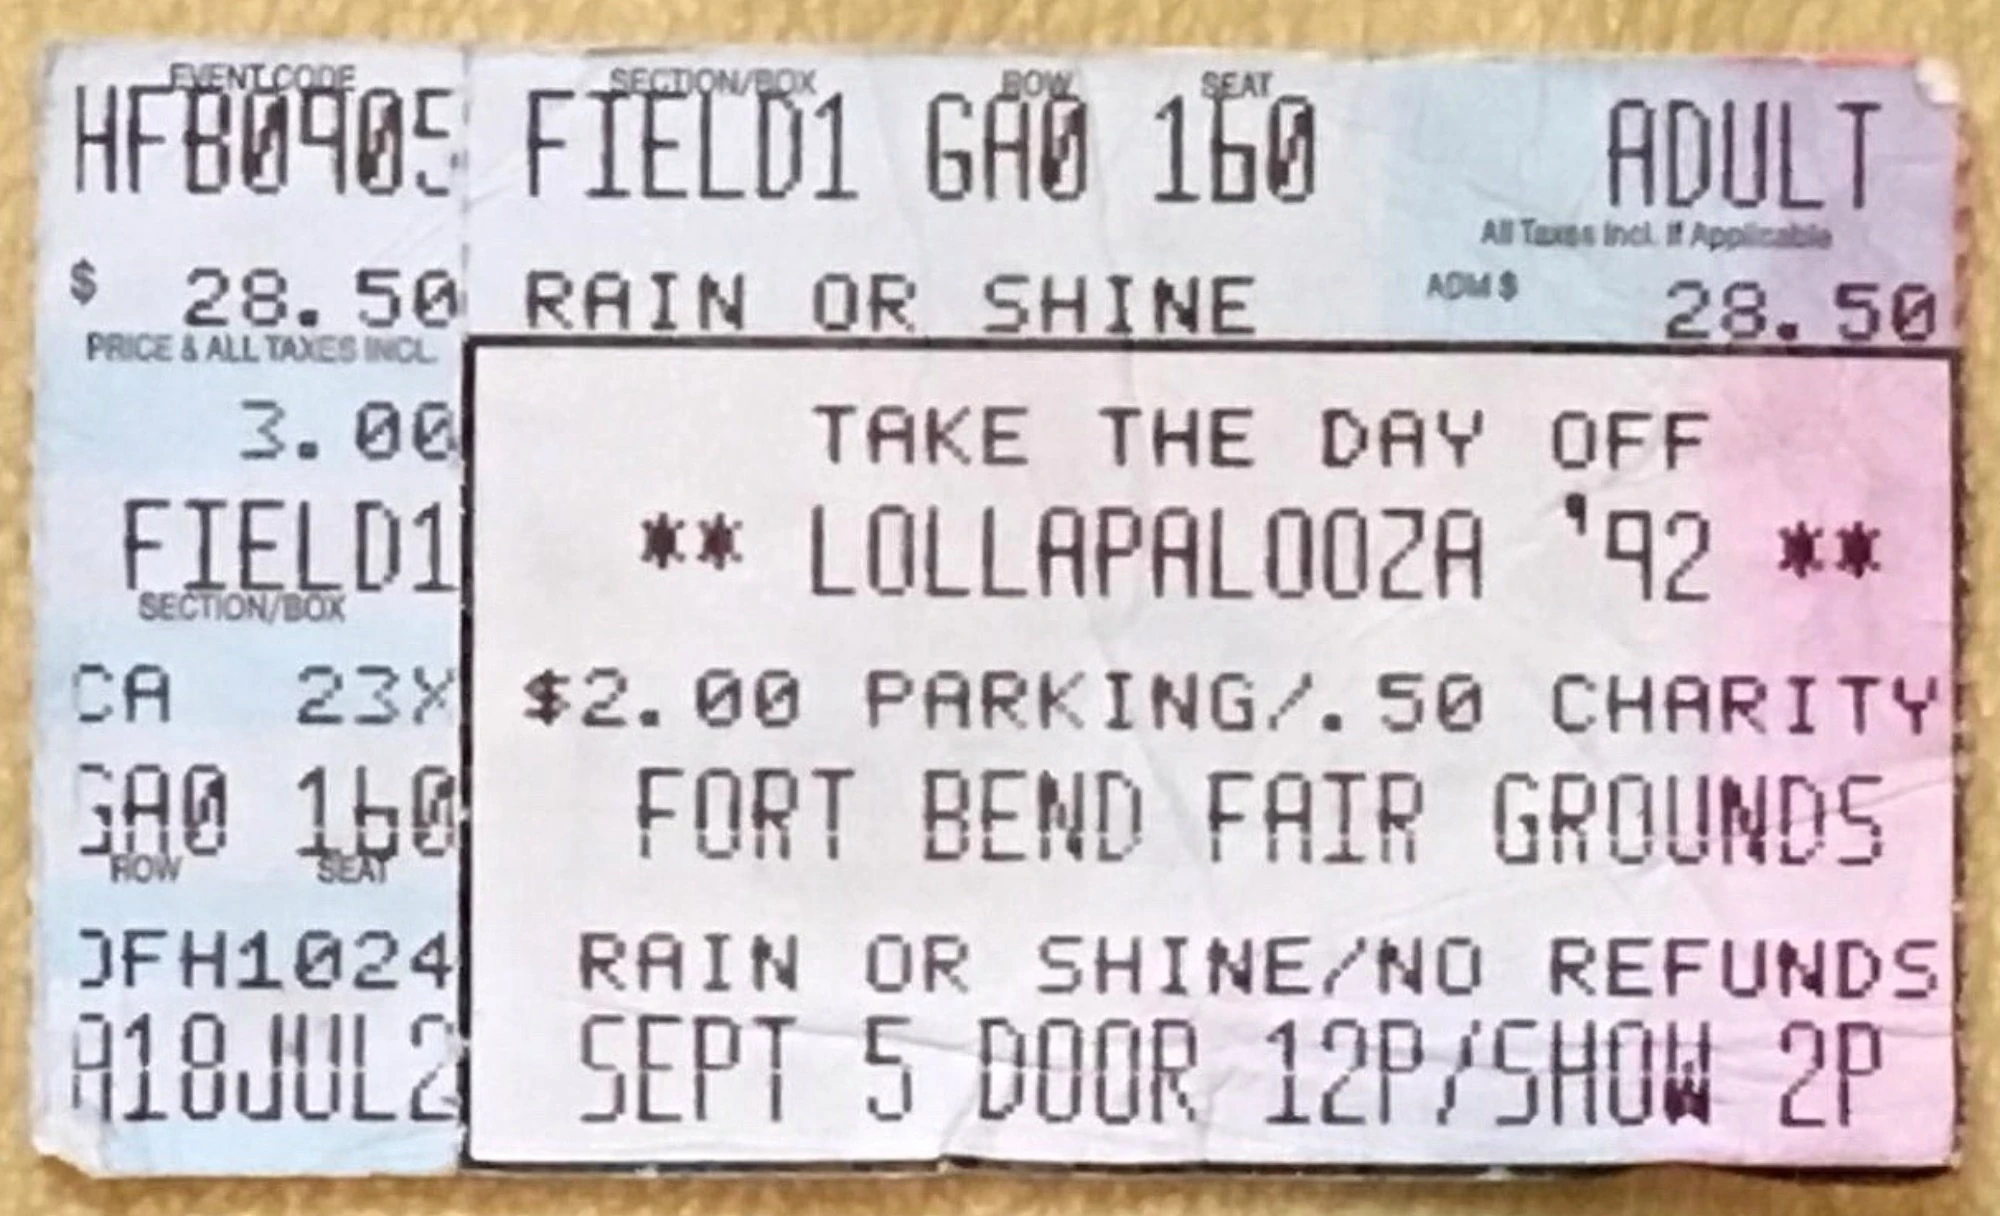 EVENT CODE
HFB0905
$ 28.50
PRICE & ALL TAXES INCL.
3.00
FIELD1
SECTION/BOX
CA 23X
GA0 160
ROW SEAT
OFH1024
A18JUL2
SECTION/BOX ROW SEAT
FIELD1 GA0 160 ADULT
All Taxes Incl. If Applicable
RAIN OR SHINE ADM $ 28.50
TAKE THE DAY OFF
** LOLLAPALOOZA '92 **
$2.00 PARKING/.50 CHARITY
FORT BEND FAIR GROUNDS
RAIN OR SHINE/NO REFUNDS
SEPT 5 DOOR 12P/SHOW 2P